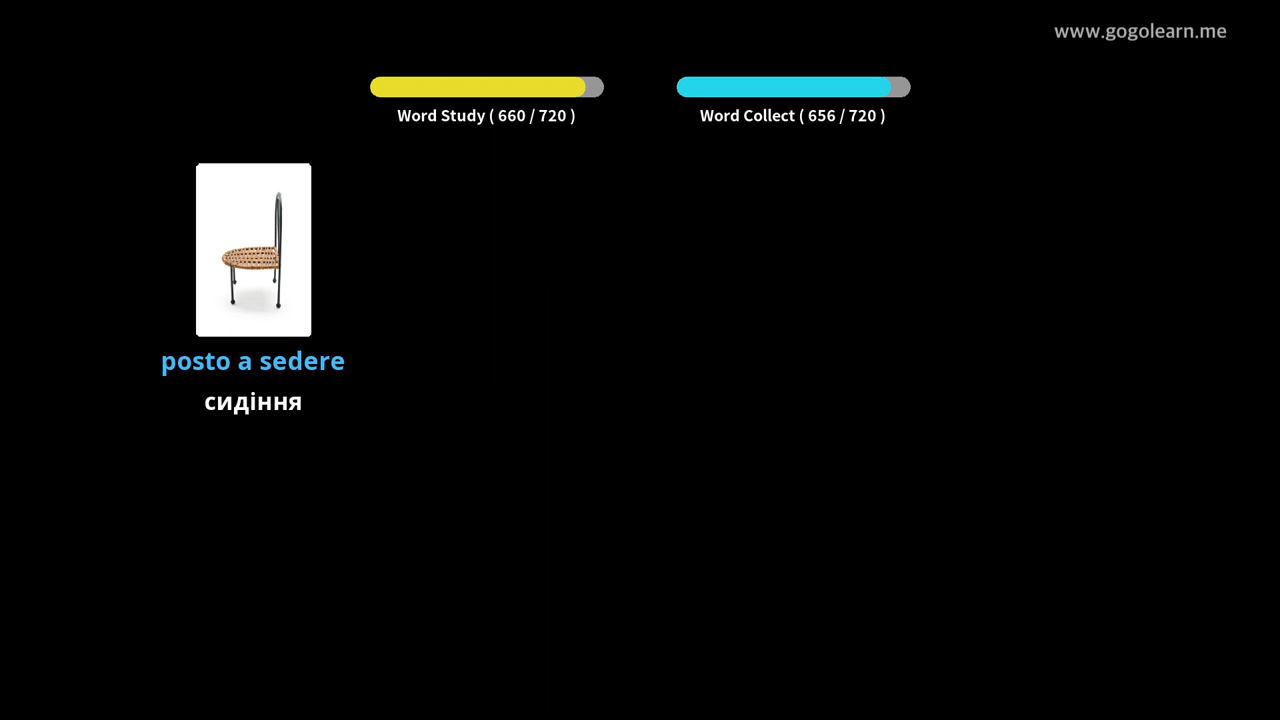 www.gogolearn.me
Word Study ( 660 / 720 )
Word Collect ( 656 / 720 )
posto a sedere
сидіння